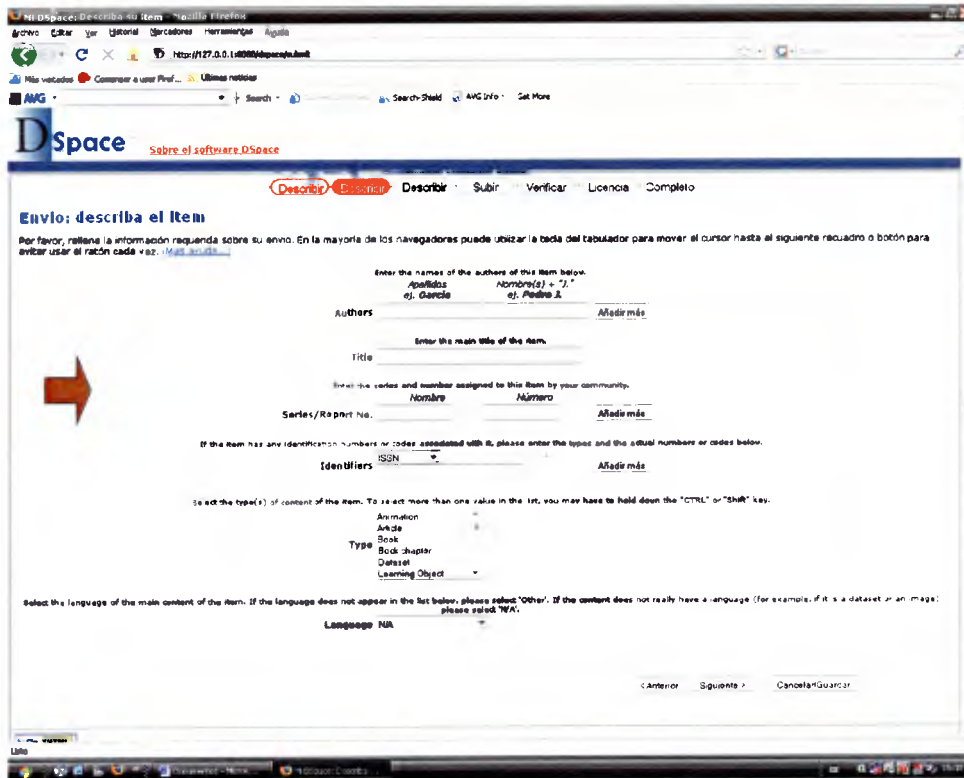 Mi DSpace: Describa su ítem - Mozilla Firefox
Archivo Editar Ver Historial Marcadores Herramientas Ayuda
http://127.0.0.1:8080/dspace/submit
Más visitados Comenzar a usar Firef... Últimas noticias
AVG Search Search-Shield AVG Info Get More
DSpace Sobre el software DSpace
Describir Describir Describir Subir Verificar Licencia Completo
Envío: describa el ítem
Por favor, rellene la información requerida sobre su envío. En la mayoría de los navegadores puede utilizar la tecla del tabulador para mover el cursor hasta el siguiente recuadro o botón para
evitar usar el ratón cada vez. (Más ayuda...)
Enter the names of the authors of this item below.
Apellidos Nombre(s) + "J."
ej. García ej. Pedro J.
Authors Añadir más
Enter the main title of the item.
Title
Enter the series and number assigned to this item by your community.
Nombre Número
Series/Report No. Añadir más
If the item has any identification numbers or codes associated with it, please enter the types and the actual numbers or codes below.
Identifiers ISSN Añadir más
Select the type(s) of content of the item. To select more than one value in the list, you may have to hold down the "CTRL" or "Shift" key.
Animation
Article
Book
Type Book chapter
Dataset
Learning Object
Select the language of the main content of the item. If the language does not appear in the list below, please select 'Other'. If the content does not really have a language (for example, if it is a dataset or an image)
please select 'N/A'.
Language N/A
< Anterior Siguiente > Cancelar/Guardar
Listo